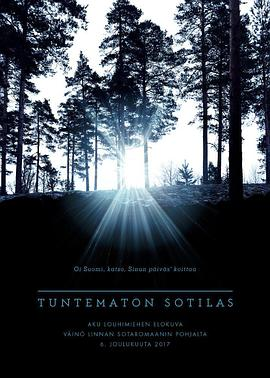 Oi Suomi, katso, Sinun päiväs' koittaa
TUNTEMATON SOTILAS
AKU LOUHIMIEHEN ELOKUVA
VÄINÖ LINNAN SOTAROMAANIN POHJALTA
6. JOULUKUUTA 2017